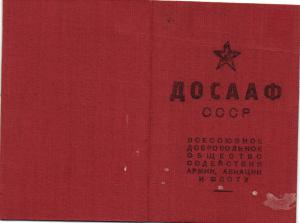 ДОСААФ
СССР
ВСЕСОЮЗНОЕ
ДОБРОВОЛЬНОЕ
ОБЩЕСТВО
СОДЕЙСТВИЯ
АРМИИ, АВИАЦИИ
И ФЛОТУ